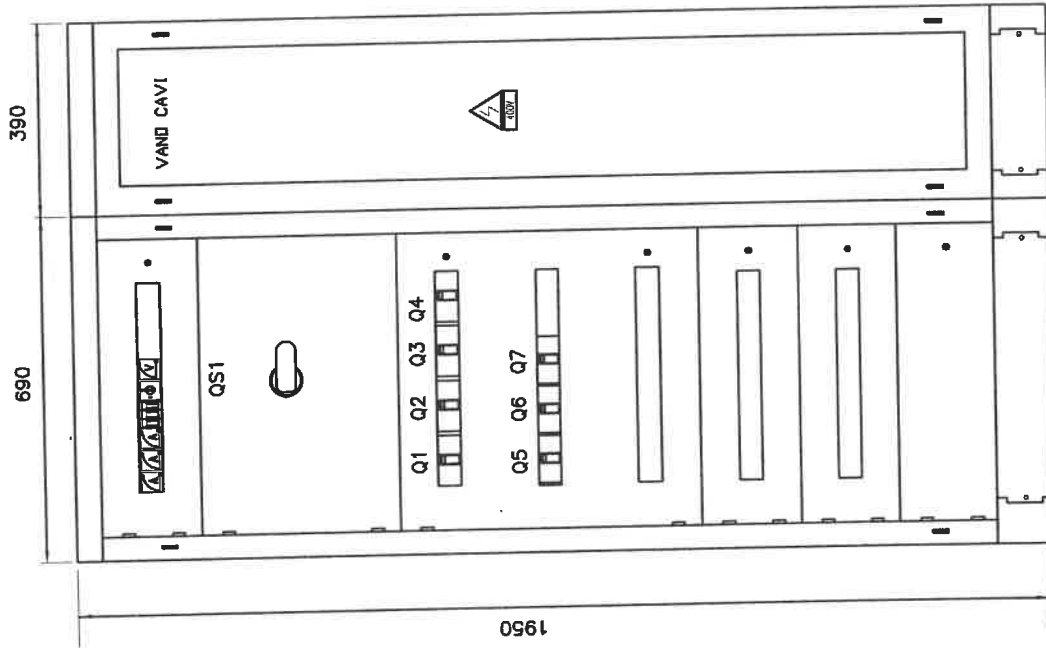 690
390
VANO CAVI
A A A V
QS1
400V
Q1 Q2 Q3 Q4
Q5 Q6 Q7
1950